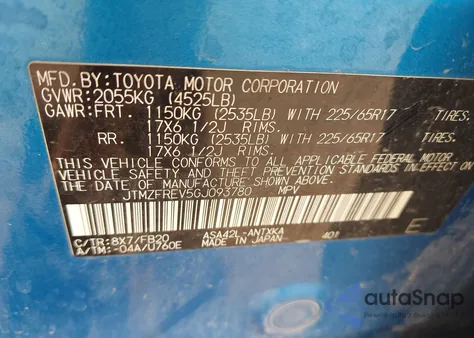 MFD.BY:TOYOTA MOTOR CORPORATION
GVWR:2055KG (4525LB)
GAWR:FRT. 1150KG (2535LB) WITH 225/65R17 TIRES.
17X6 1/2J RIMS.
RR. 1150KG (2535LB) WITH 225/65R17 TIRES.
17X6 1/2J RIMS.
THIS VEHICLE CONFORMS TO ALL APPLICABLE FEDERAL MOTOR
VEHICLE SAFETY AND THEFT PREVENTION STANDARDS IN
EFFECT ON THE DATE OF MANUFACTURE SHOWN ABOVE.
JTMZFREV5GJ093780 MPV
C/TR:8X7/FB20 ASA42L-ANTXKA 401
A/TM:-04A/U760E MADE IN JAPAN
E
autoSnap